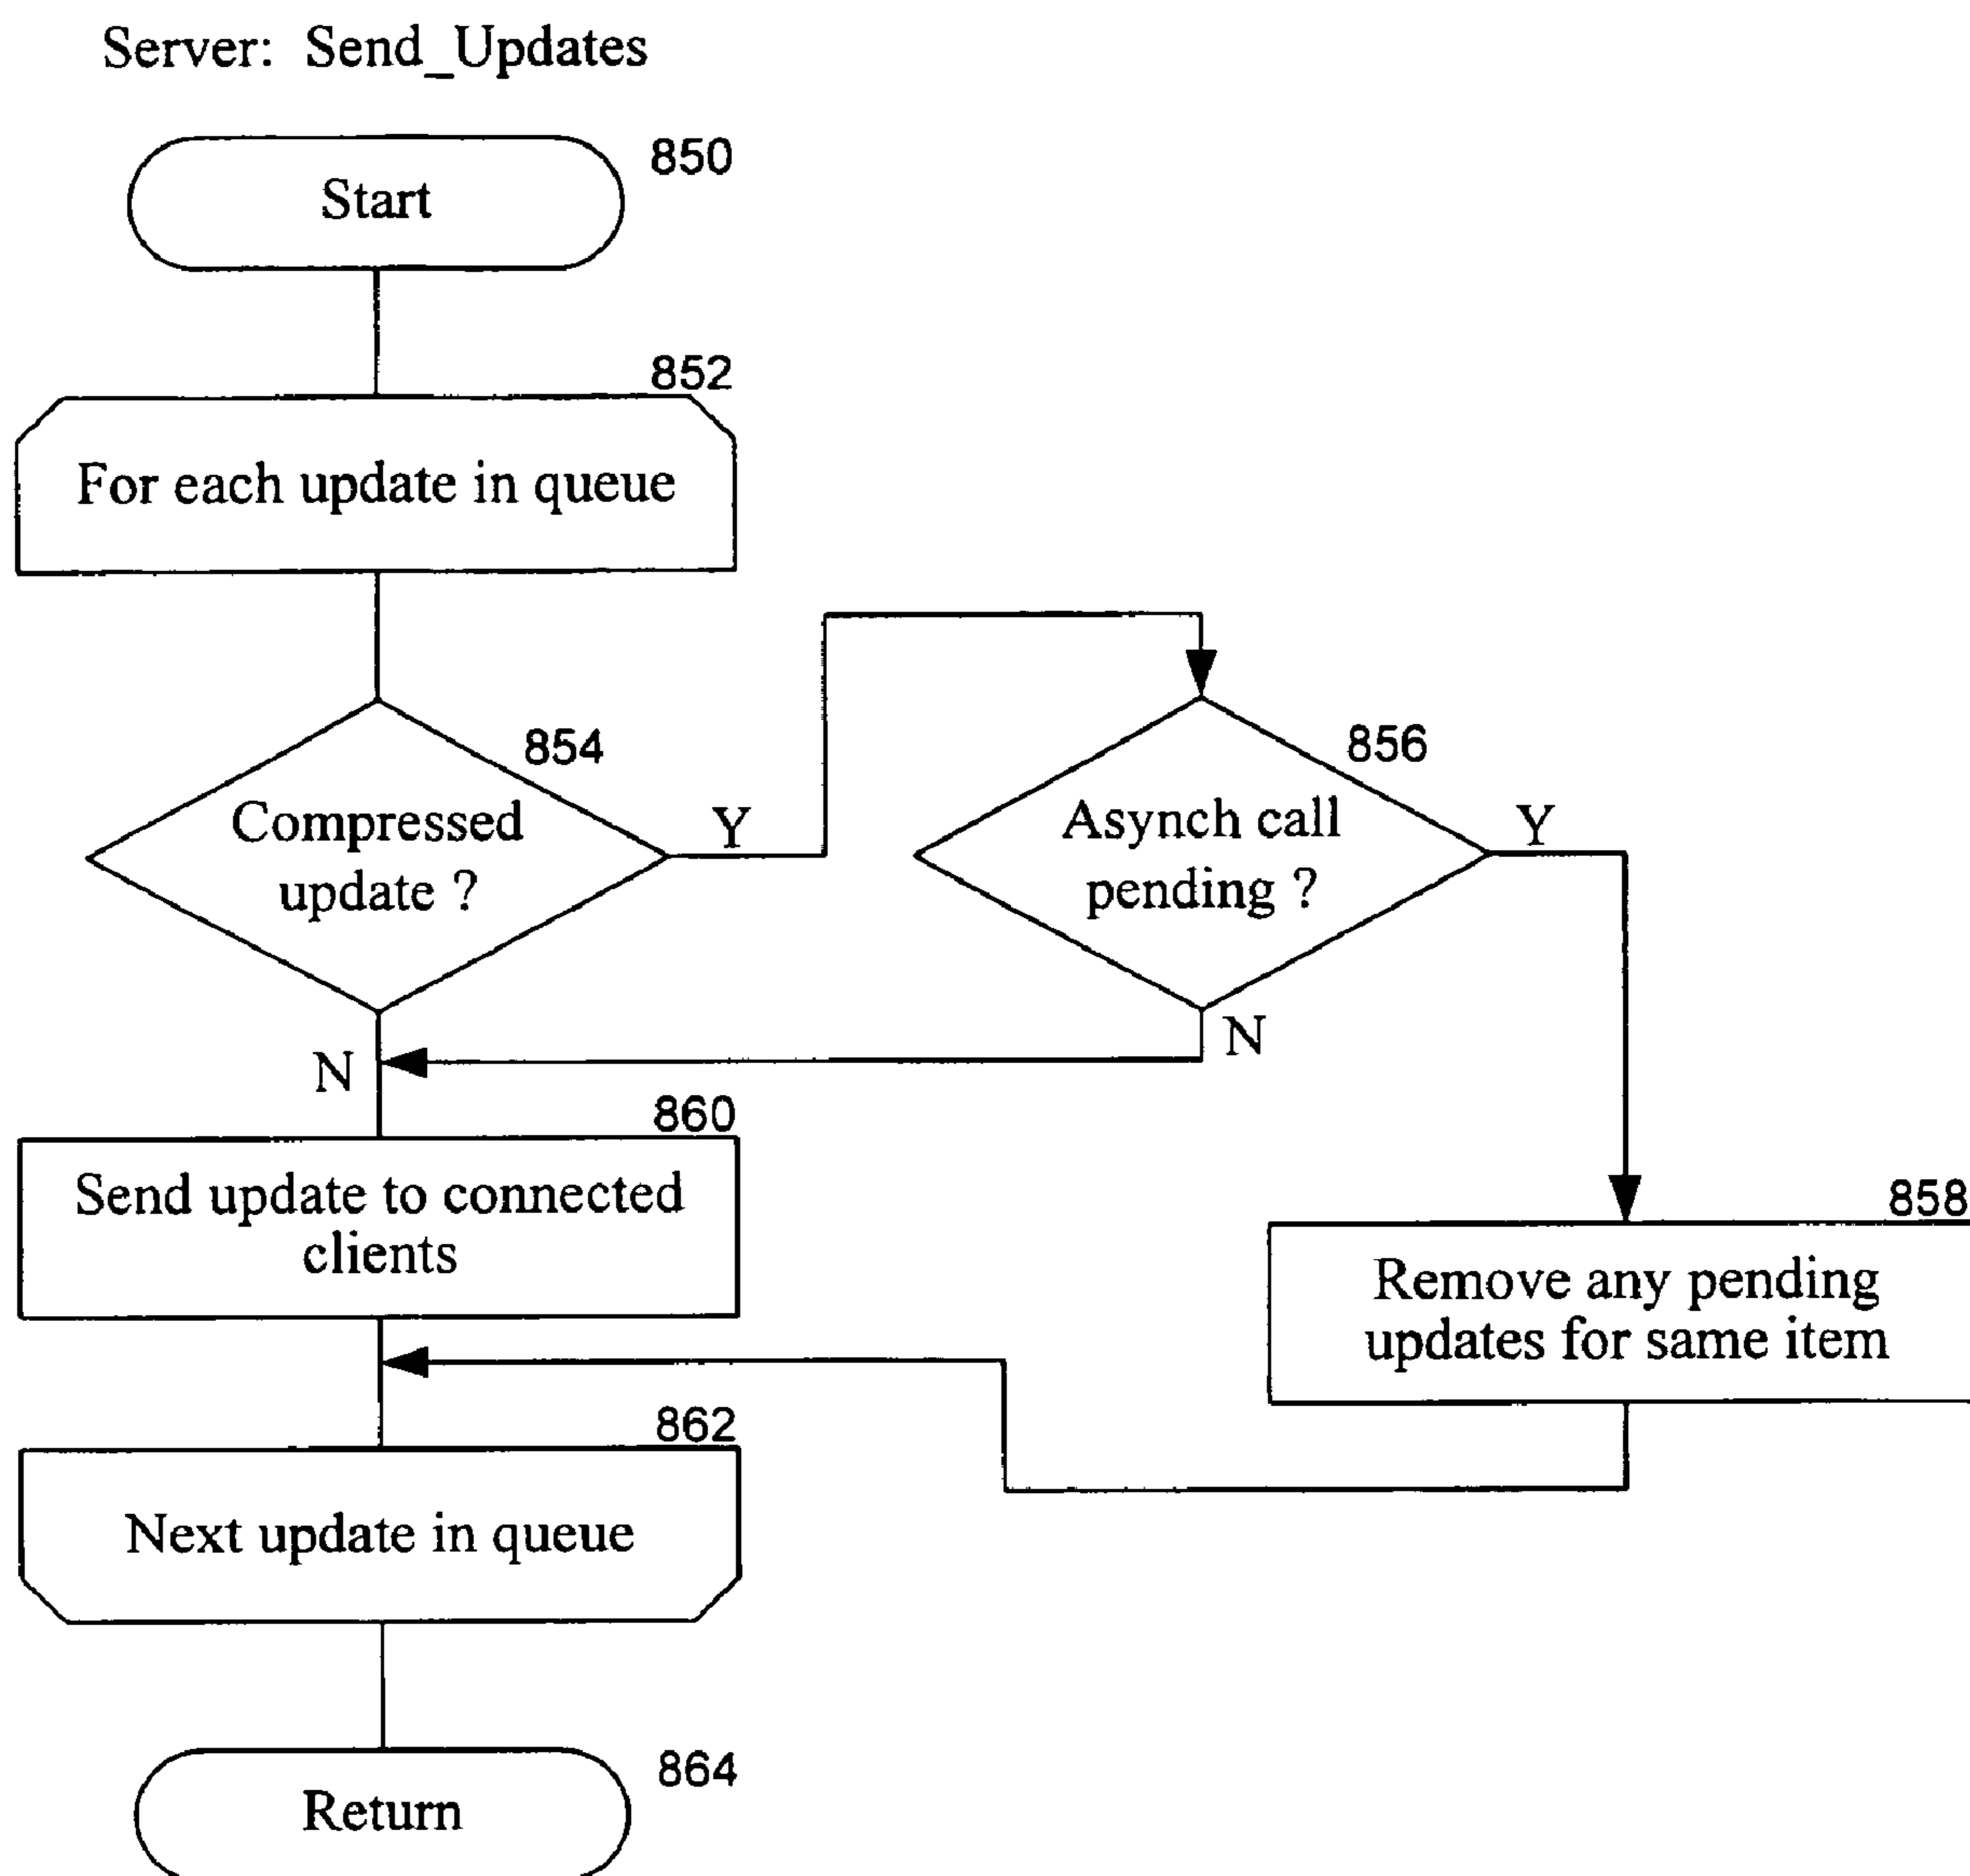 Server: Send_Updates
850
Start
852
For each update in queue
854
Compressed
update ?
Y
N
856
Asynch call
pending ?
Y
N
860
Send update to connected
clients
858
Remove any pending
updates for same item
862
Next update in queue
864
Return